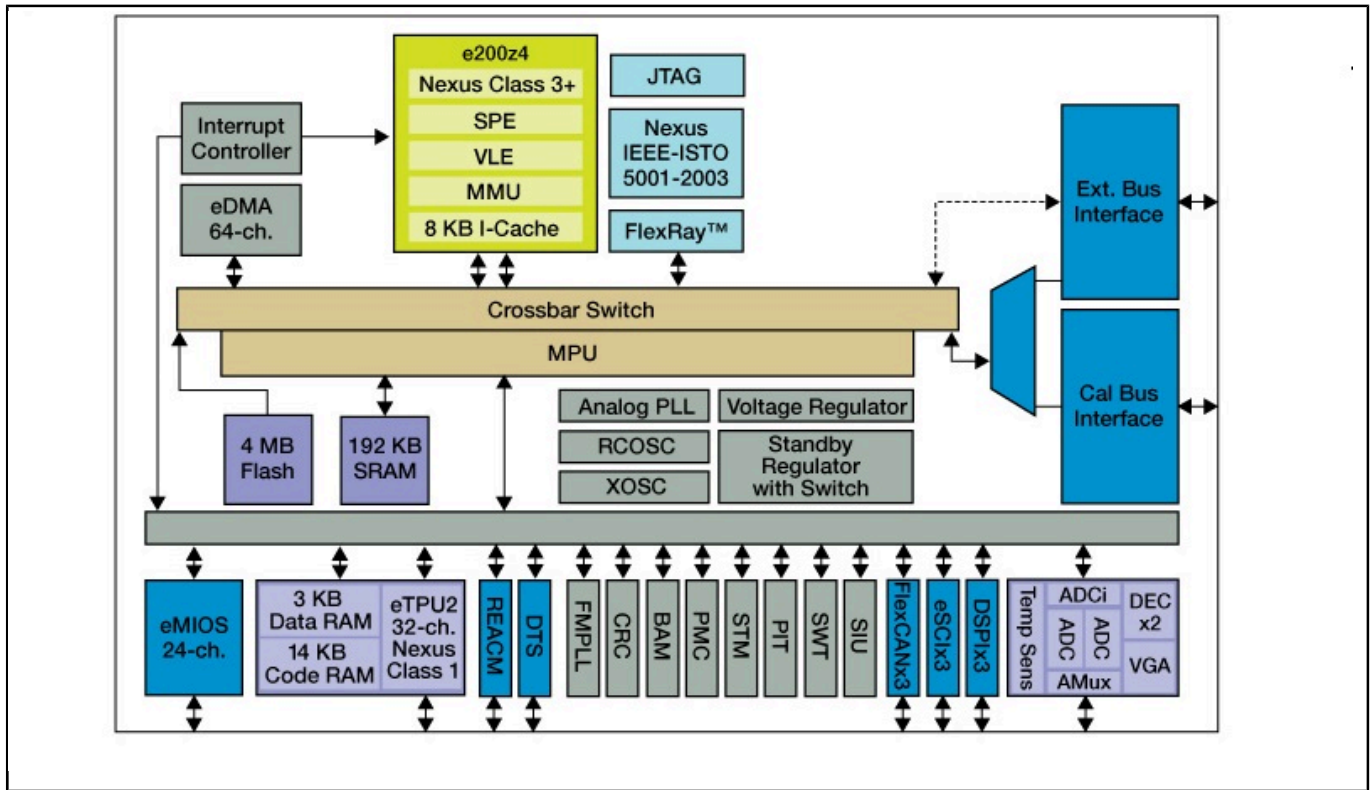 e200z4
Nexus Class 3+
SPE
VLE
MMU
8 KB I-Cache
JTAG
Nexus
IEEE-ISTO
5001-2003
FlexRay™
Interrupt
Controller
eDMA
64-ch.
Ext. Bus
Interface
Crossbar Switch
MPU
Cal Bus
Interface
4 MB
Flash
192 KB
SRAM
Analog PLL
Voltage Regulator
RCOSC
XOSC
Standby
Regulator
with Switch
eMIOS
24-ch.
3 KB
Data RAM
14 KB
Code RAM
eTPU2
32-ch.
Nexus
Class 1
REACM
DTS
FMPLL
CRC
BAM
PMC
STM
PIT
SWT
SIU
FlexCANx3
eSCIx3
DSPIx3
Temp Sens
ADCi
ADC
ADC
AMux
DEC
x2
VGA